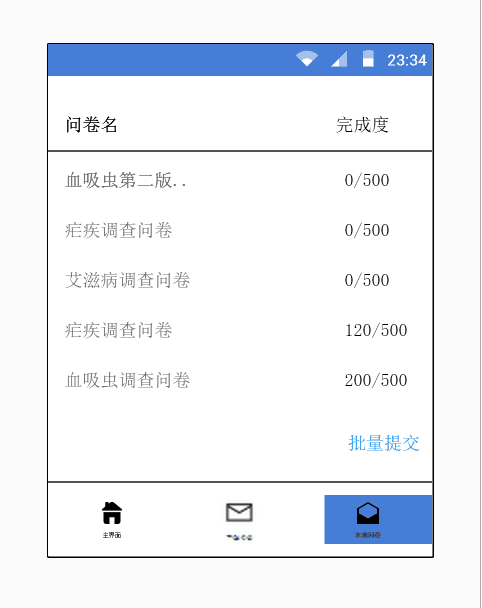 23:34
问卷名 完成度
血吸虫第二版.. 0/500
疟疾调查问卷 0/500
艾滋病调查问卷 0/500
疟疾调查问卷 120/500
血吸虫调查问卷 200/500
批量提交
主界面